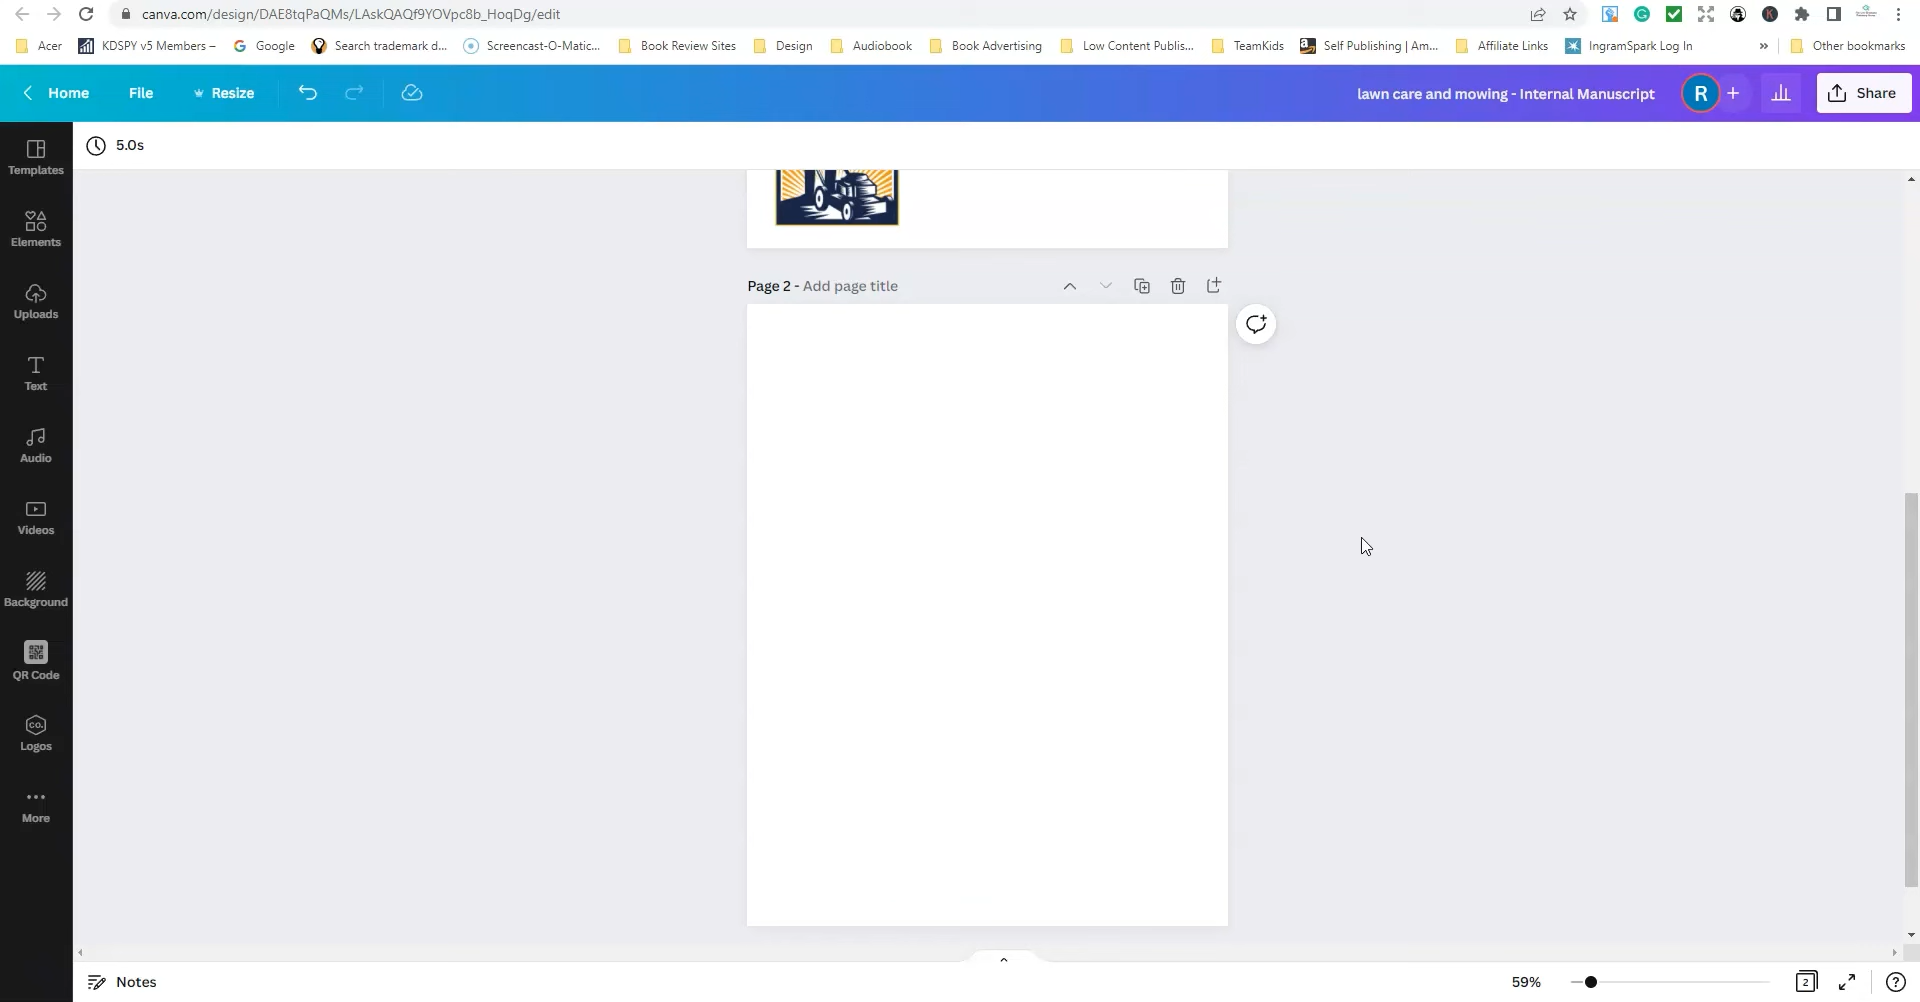 canva.com/design/DAE8tqPaQMs/LAskQAQf9YOVpc8b_HoqDg/edit
Acer KDSPY v5 Members – Google Search trademark d... Screencast-O-Matic... Book Review Sites Design Audiobook Book Advertising Low Content Publis... TeamKids Self Publishing | Am... Affiliate Links IngramSpark Log In » Other bookmarks
Home File Resize lawn care and mowing - Internal Manuscript R + Share
5.0s
Templates
Elements
Page 2 - Add page title
Uploads
Text
Audio
Videos
Background
QR Code
CO.
Logos
More
Notes 59% 2 ?